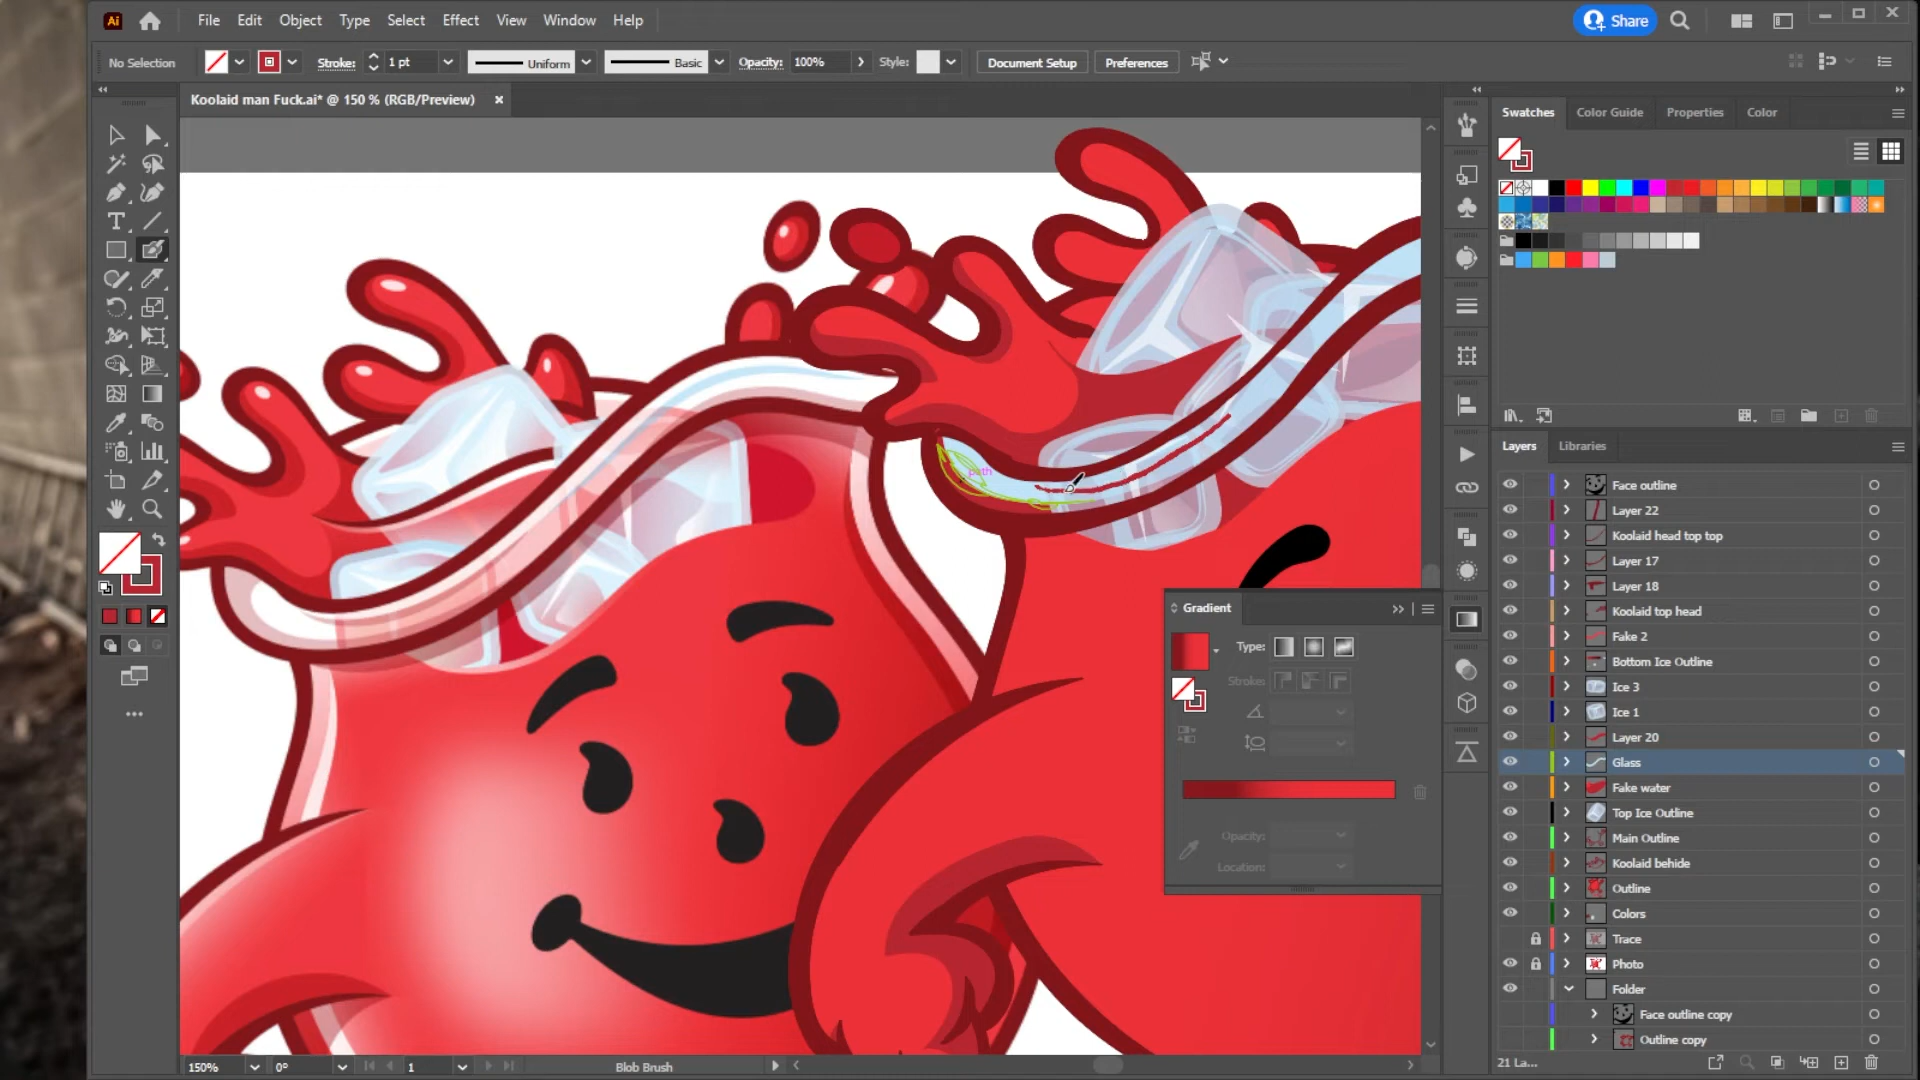 Ai File Edit Object Type Select Effect View Window Help Share
No Selection Stroke: 1 pt Uniform Basic Opacity: 100% Style: Document Setup Preferences
Koolaid man Fuck.ai* @ 150 % (RGB/Preview)
Swatches Color Guide Properties Color
Layers Libraries
path
Face outline
Layer 22
Koolaid head top top
Layer 17
Layer 18
Koolaid top head
Fake 2
Bottom Ice Outline
Ice 3
Ice 1
Layer 20
Glass
Fake water
Top Ice Outline
Main Outline
Koolaid behide
Outline
Colors
Trace
Photo
Folder
Face outline copy
Outline copy
21 La...
Gradient
Type:
Stroke:
Opacity:
Location:
150% 0° 1 Blob Brush